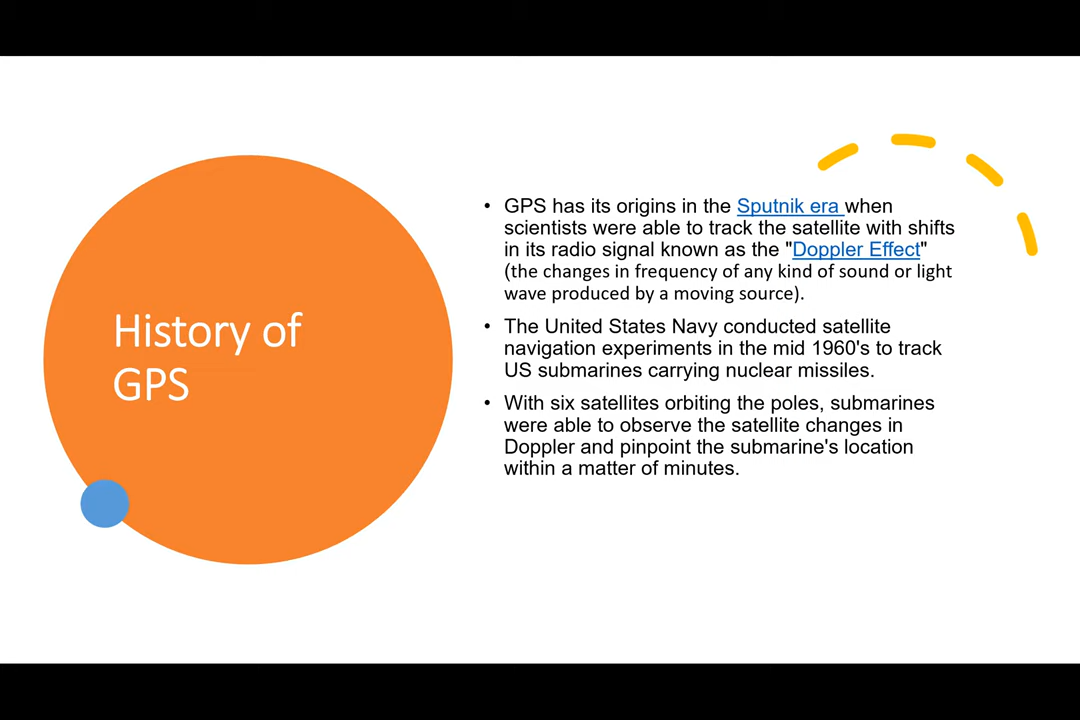 History of
GPS
• GPS has its origins in the Sputnik era when
scientists were able to track the satellite with shifts
in its radio signal known as the "Doppler Effect"
(the changes in frequency of any kind of sound or light
wave produced by a moving source).
• The United States Navy conducted satellite
navigation experiments in the mid 1960's to track
US submarines carrying nuclear missiles.
• With six satellites orbiting the poles, submarines
were able to observe the satellite changes in
Doppler and pinpoint the submarine's location
within a matter of minutes.